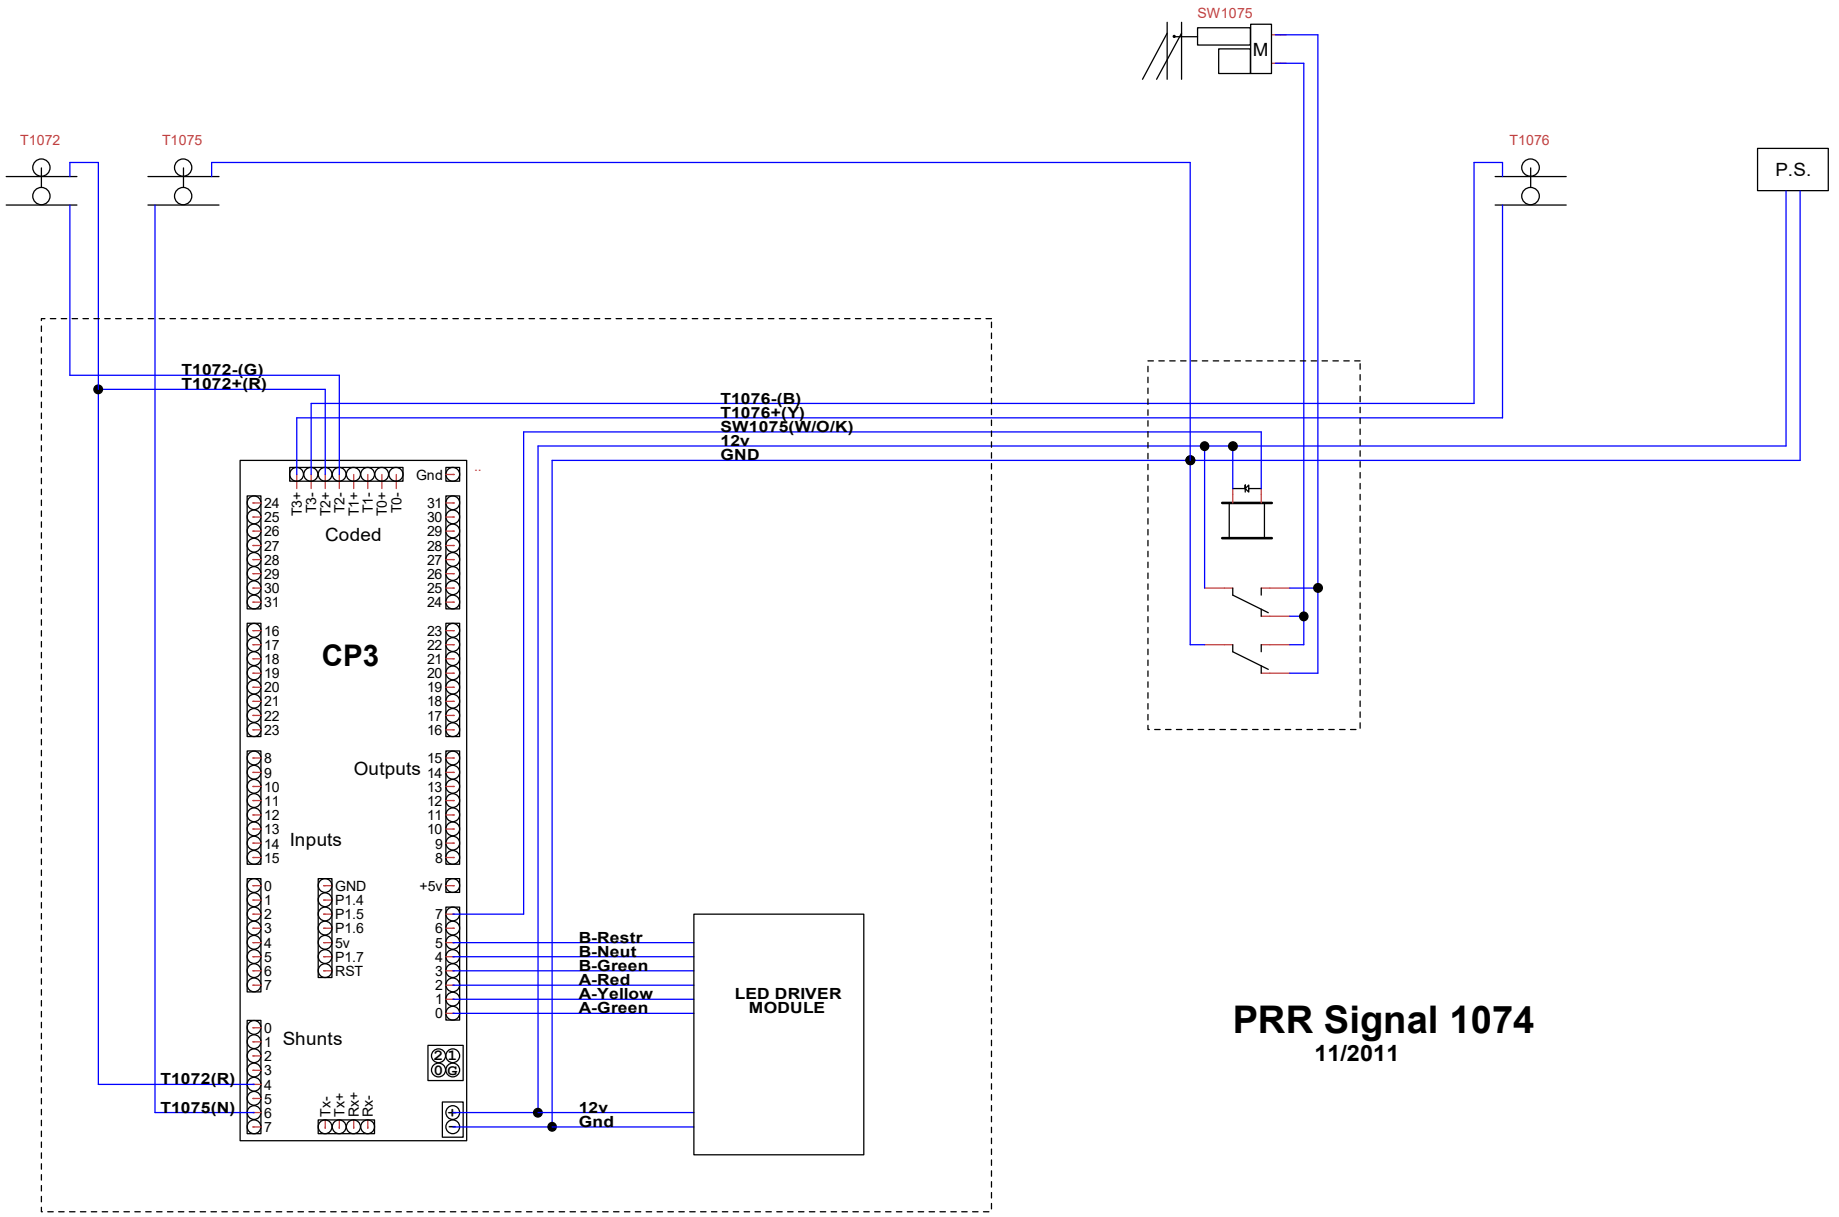 SW1075
M
T1072
T1075
T1076
P.S.
T1072-(G)
T1072+(R)
T1076-(B)
T1076+(Y)
SW1075(W/O/K)
12v
GND
Gnd
T3+
T3-
T2+
T2-
T1+
T1-
T0+
T0-
Coded
24
25
26
27
28
29
30
31
31
30
29
28
27
26
25
24
CP3
16
17
18
19
20
21
22
23
23
22
21
20
19
18
17
16
8
9
10
11
12
13
14
15
Outputs
15
14
13
12
11
10
9
8
Inputs
0
1
2
3
4
5
6
7
GND
P1.4
P1.5
P1.6
5v
P1.7
RST
+5v
7
6
5
4
3
2
1
0
B-Restr
B-Neut
B-Green
A-Red
A-Yellow
A-Green
LED DRIVER
MODULE
PRR Signal 1074
11/2011
Shunts
0
1
2
3
4
5
6
7
2 1
0 G
T1072(R)
T1075(N)
Tx-
Tx+
Rx+
Rx-
+
-
12v
Gnd